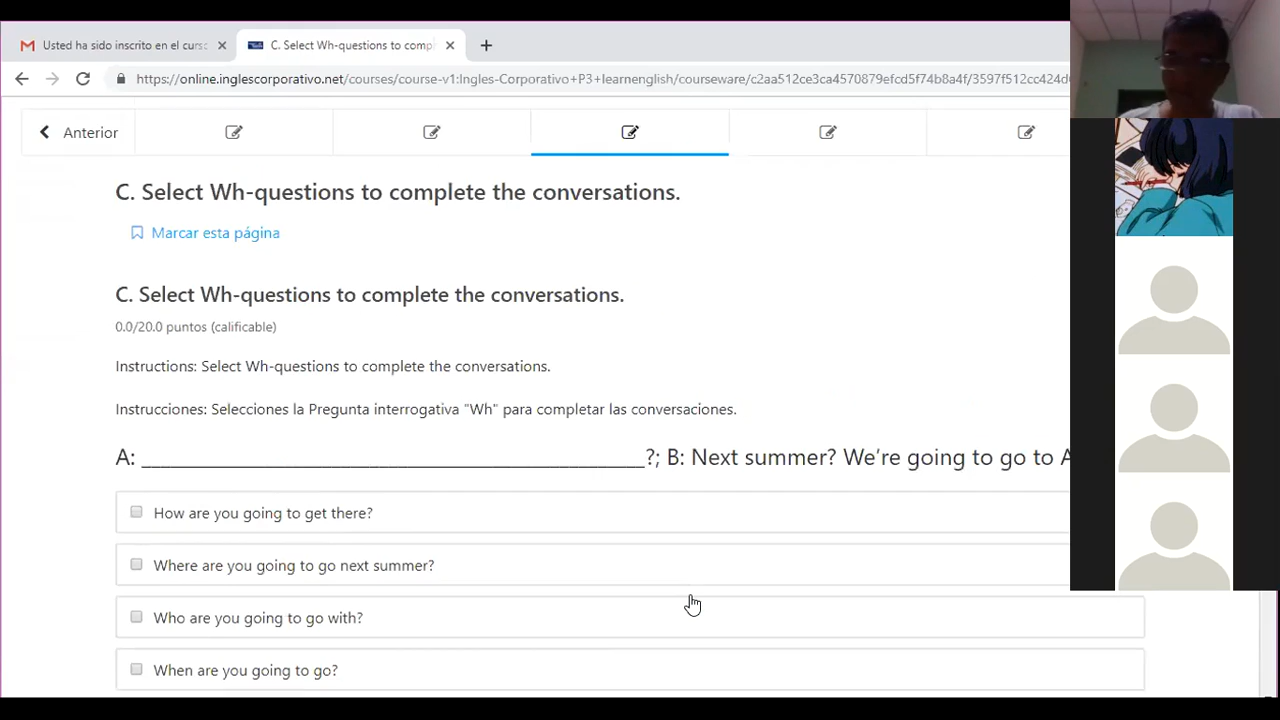 Usted ha sido inscrito en el curso
C. Select Wh-questions to comp
https://online.inglescorporativo.net/courses/course-v1:Ingles-Corporativo+P3+learnenglish/courseware/c2aa512ce3ca4570879efcd5f74b8a4f/3597f512cc424d
Anterior
C. Select Wh-questions to complete the conversations.
Marcar esta página
C. Select Wh-questions to complete the conversations.
0.0/20.0 puntos (calificable)
Instructions: Select Wh-questions to complete the conversations.
Instrucciones: Selecciones la Pregunta interrogativa "Wh" para completar las conversaciones.
A: ___________________________________________?; B: Next summer? We're going to go to A
How are you going to get there?
Where are you going to go next summer?
Who are you going to go with?
When are you going to go?